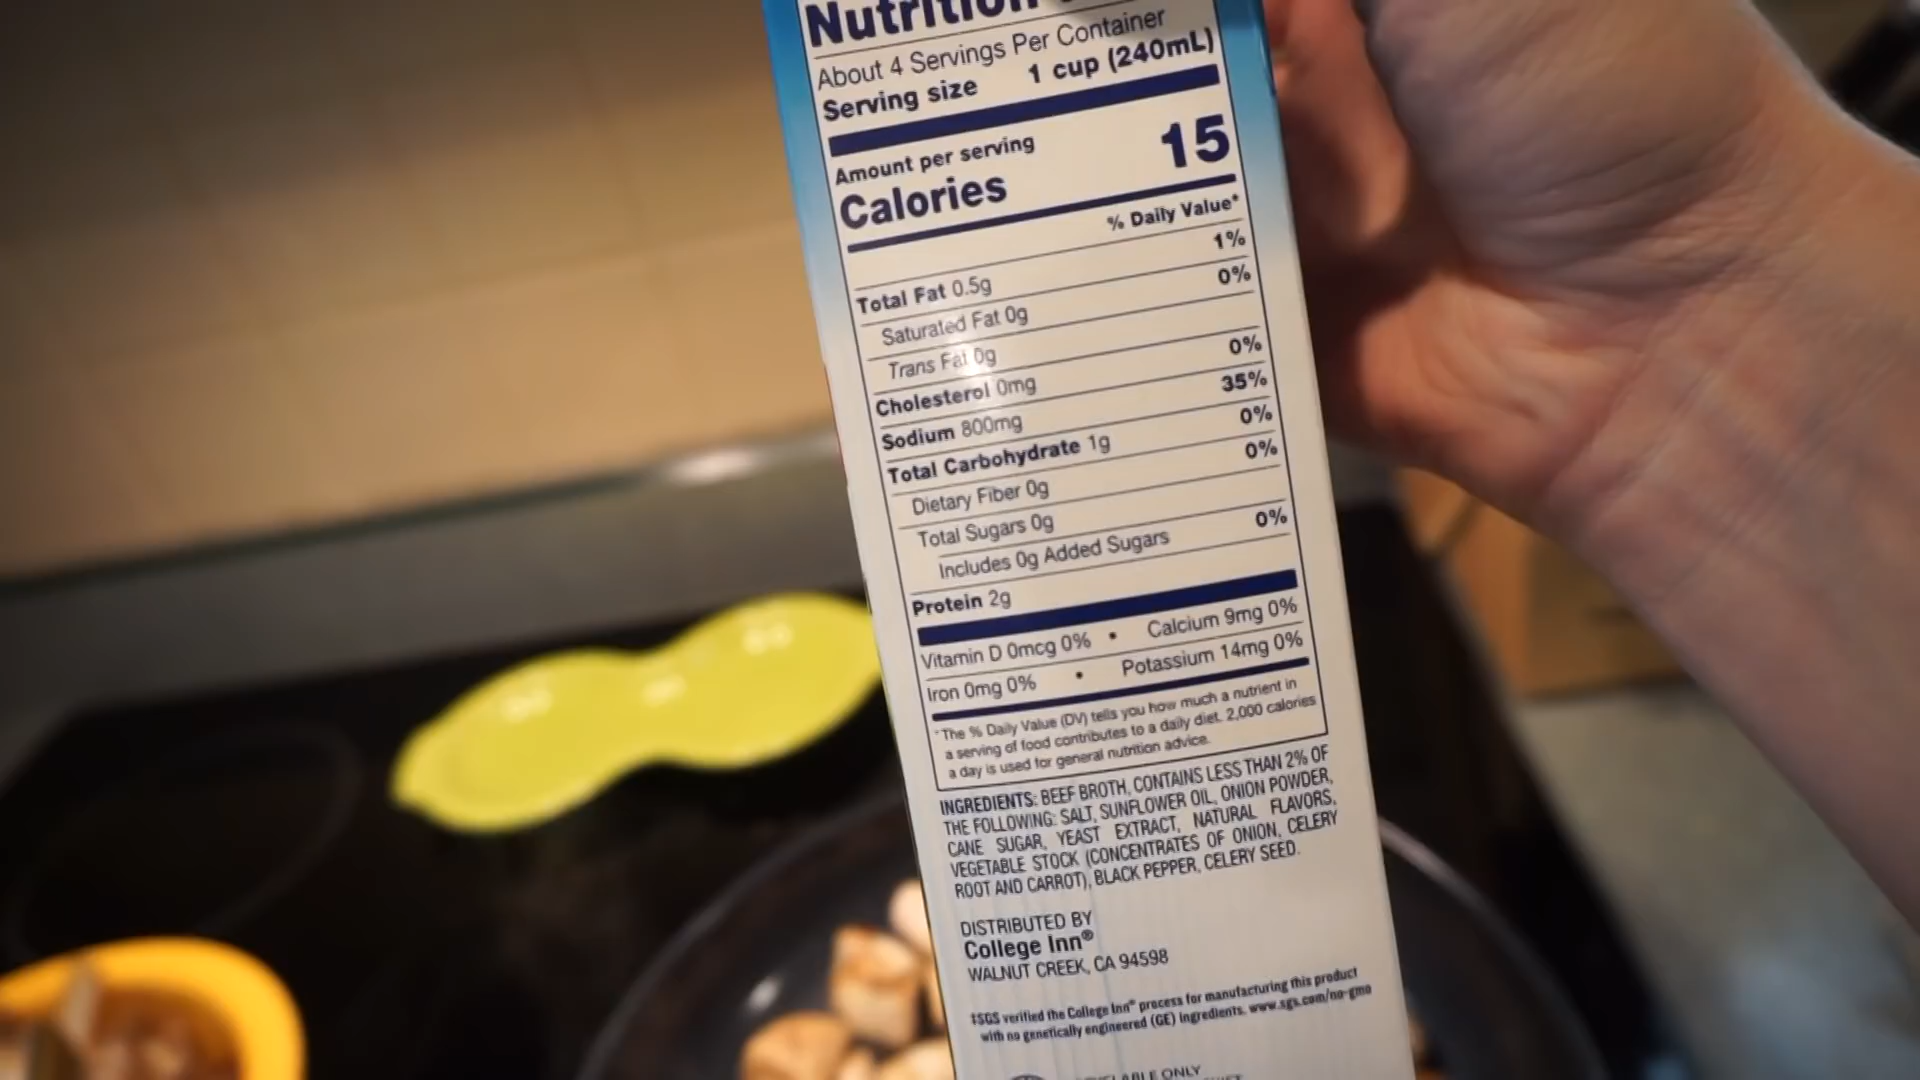 Nutrition
About 4 Servings Per Container
Serving size 1 cup (240mL)
Amount per serving
Calories 15
% Daily Value*
Total Fat 0.5g 1%
Saturated Fat 0g 0%
Trans Fat 0g
Cholesterol 0mg 0%
Sodium 800mg 35%
Total Carbohydrate 1g 0%
Dietary Fiber 0g 0%
Total Sugars 0g
Includes 0g Added Sugars 0%
Protein 2g
Vitamin D 0mcg 0% • Calcium 9mg 0%
Iron 0mg 0% • Potassium 14mg 0%
*The % Daily Value (DV) tells you how much a nutrient in
a serving of food contributes to a daily diet. 2,000 calories
a day is used for general nutrition advice.
INGREDIENTS: BEEF BROTH, CONTAINS LESS THAN 2% OF
THE FOLLOWING: SALT, SUNFLOWER OIL, ONION POWDER,
CANE SUGAR, YEAST EXTRACT, NATURAL FLAVORS,
VEGETABLE STOCK (CONCENTRATES OF ONION, CELERY
ROOT AND CARROT), BLACK PEPPER, CELERY SEED.
DISTRIBUTED BY
College Inn®
WALNUT CREEK, CA 94598
‡SGS verified the College Inn® process for manufacturing this product
with no genetically engineered (GE) ingredients. www.sgs.com/no-gmo
ONLY